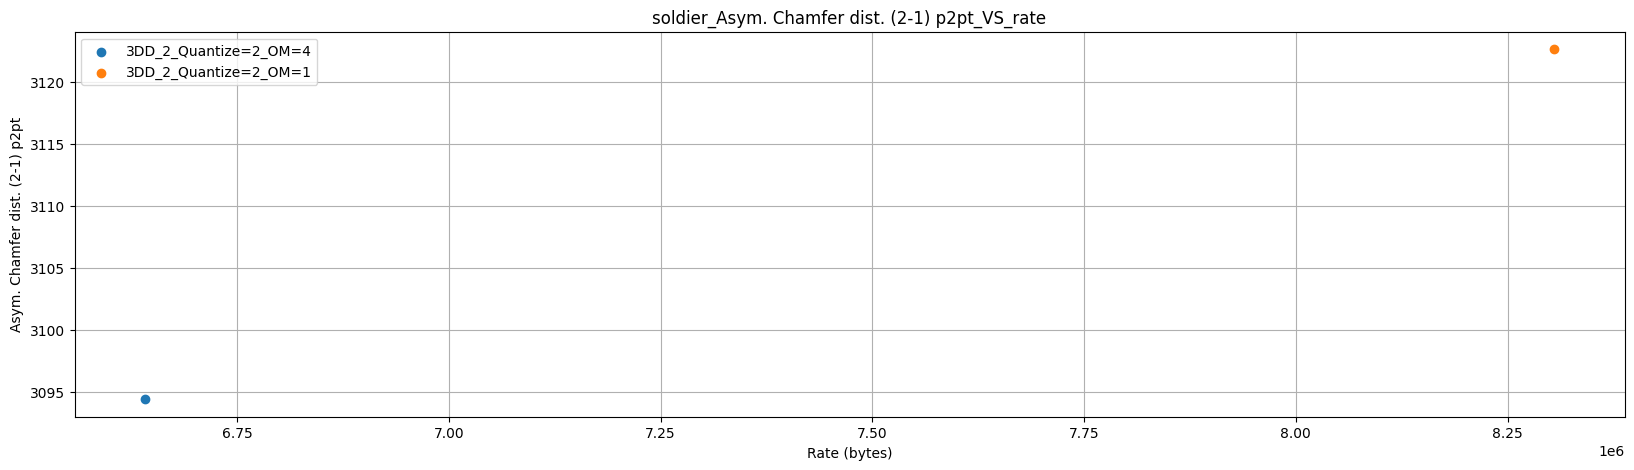 soldier_Asym. Chamfer dist. (2-1) p2pt_VS_rate
3DD_2_Quantize=2_OM=4
3DD_2_Quantize=2_OM=1
Asym. Chamfer dist. (2-1) p2pt
3120
3115
3110
3105
3100
3095
6.75 7.00 7.25 7.50 7.75 8.00 8.25
1e6
Rate (bytes)